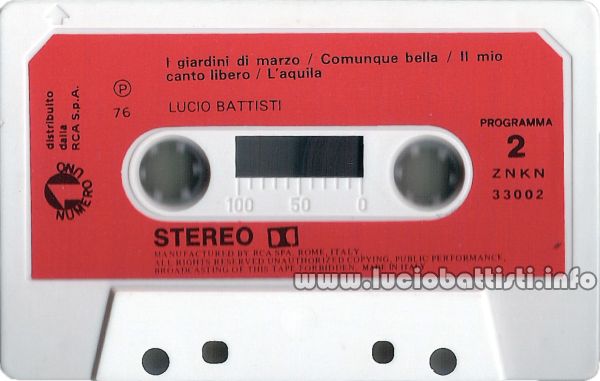 I giardini di marzo / Comunque bella / Il mio
canto libero / L'aquila
distribuito
dalla
RCA S.p.A.
℗
76
LUCIO BATTISTI
PROGRAMMA
2
ZNKN
33002
NUMERO UNO
100 50 0
STEREO
MANUFACTURED BY RCA SPA, ROME, ITALY
ALL RIGHTS RESERVED UNAUTHORIZED COPYING, PUBLIC PERFORMANCE,
BROADCASTING OF THIS TAPE FORBIDDEN. MADE IN ITALY
www.luciobattisti.info